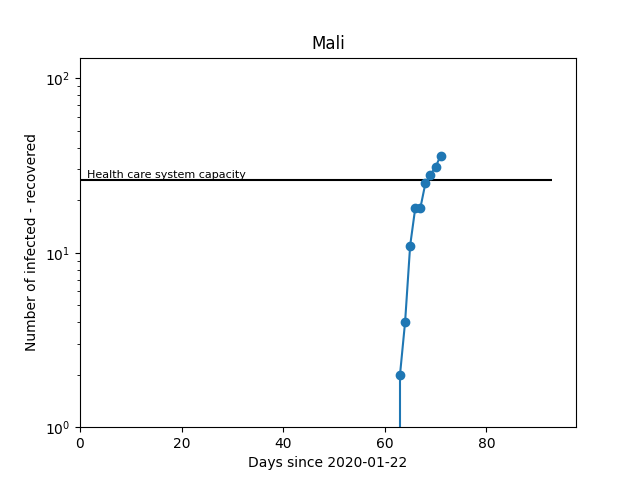 Mali
10²
Health care system capacity
10¹
10⁰
Number of infected - recovered
0 20 40 60 80
Days since 2020-01-22